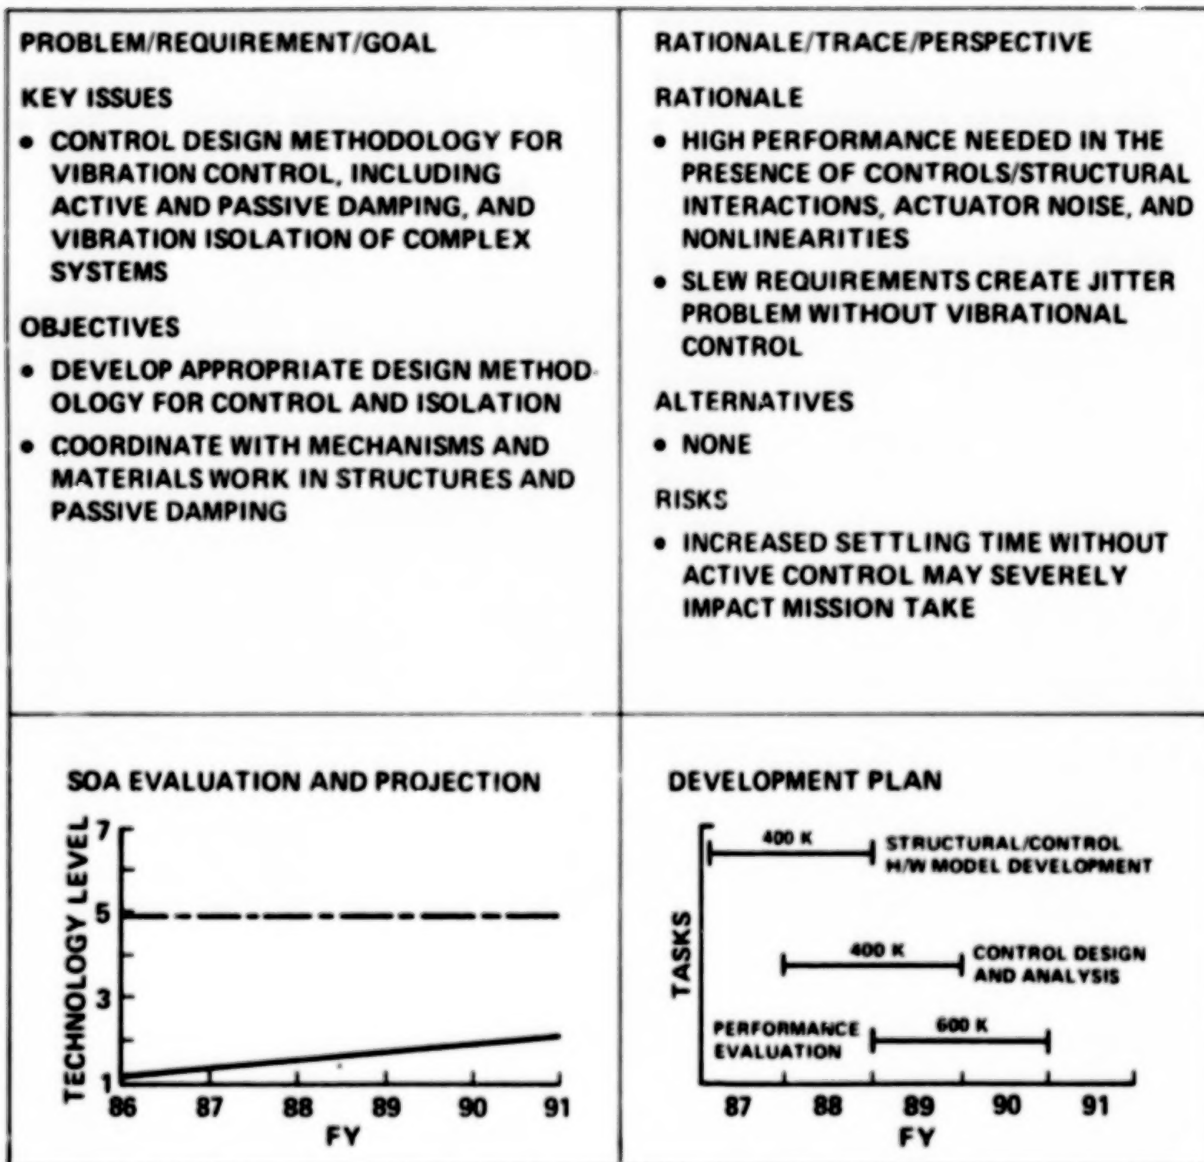 PROBLEM/REQUIREMENT/GOAL
KEY ISSUES
• CONTROL DESIGN METHODOLOGY FOR
VIBRATION CONTROL, INCLUDING
ACTIVE AND PASSIVE DAMPING, AND
VIBRATION ISOLATION OF COMPLEX
SYSTEMS
OBJECTIVES
• DEVELOP APPROPRIATE DESIGN METHOD-
OLOGY FOR CONTROL AND ISOLATION
• COORDINATE WITH MECHANISMS AND
MATERIALS WORK IN STRUCTURES AND
PASSIVE DAMPING
RATIONALE/TRACE/PERSPECTIVE
RATIONALE
• HIGH PERFORMANCE NEEDED IN THE
PRESENCE OF CONTROLS/STRUCTURAL
INTERACTIONS, ACTUATOR NOISE, AND
NONLINEARITIES
• SLEW REQUIREMENTS CREATE JITTER
PROBLEM WITHOUT VIBRATIONAL
CONTROL
ALTERNATIVES
• NONE
RISKS
• INCREASED SETTLING TIME WITHOUT
ACTIVE CONTROL MAY SEVERELY
IMPACT MISSION TAKE
SOA EVALUATION AND PROJECTION
TECHNOLOGY LEVEL
7
5
3
1
86 87 88 89 90 91
FY
DEVELOPMENT PLAN
TASKS
400 K STRUCTURAL/CONTROL
H/W MODEL DEVELOPMENT
400 K CONTROL DESIGN
AND ANALYSIS
PERFORMANCE 600 K
EVALUATION
87 88 89 90 91
FY